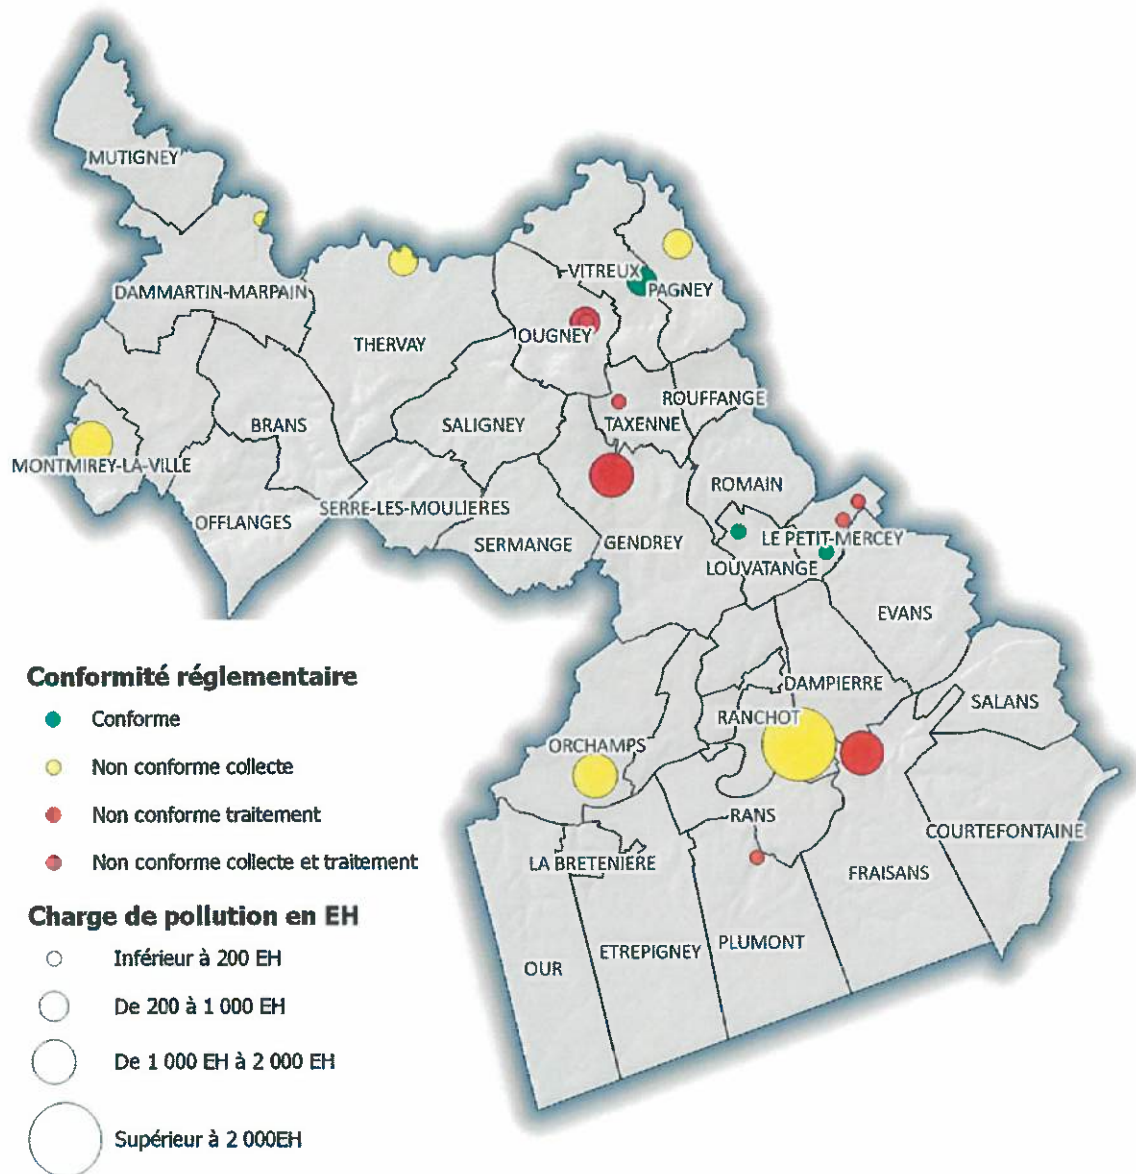 MUTIGNEY
DAMMARTIN-MARPAIN
VITREUX
PAGNEY
OUGNEY
THERVAY
ROUFFANGE
BRANS
SALIGNEY
TAXENNE
MONTMIREY-LA-VILLE
ROMAIN
SERRE-LES-MOULIERES
OFFLANGES
SERMANGE
GENDREY
LE PETIT-MERCEY
LOUVATANGE
EVANS
DAMPIERRE
SALANS
RANCHOT
ORCHAMPS
RANS
COURTEFONTAINE
LA BRETENIERE
FRAISANS
PLUMONT
ETREPIGNEY
OUR
Conformité réglementaire
Conforme
Non conforme collecte
Non conforme traitement
Non conforme collecte et traitement
Charge de pollution en EH
Inférieur à 200 EH
De 200 à 1 000 EH
De 1 000 EH à 2 000 EH
Supérieur à 2 000EH